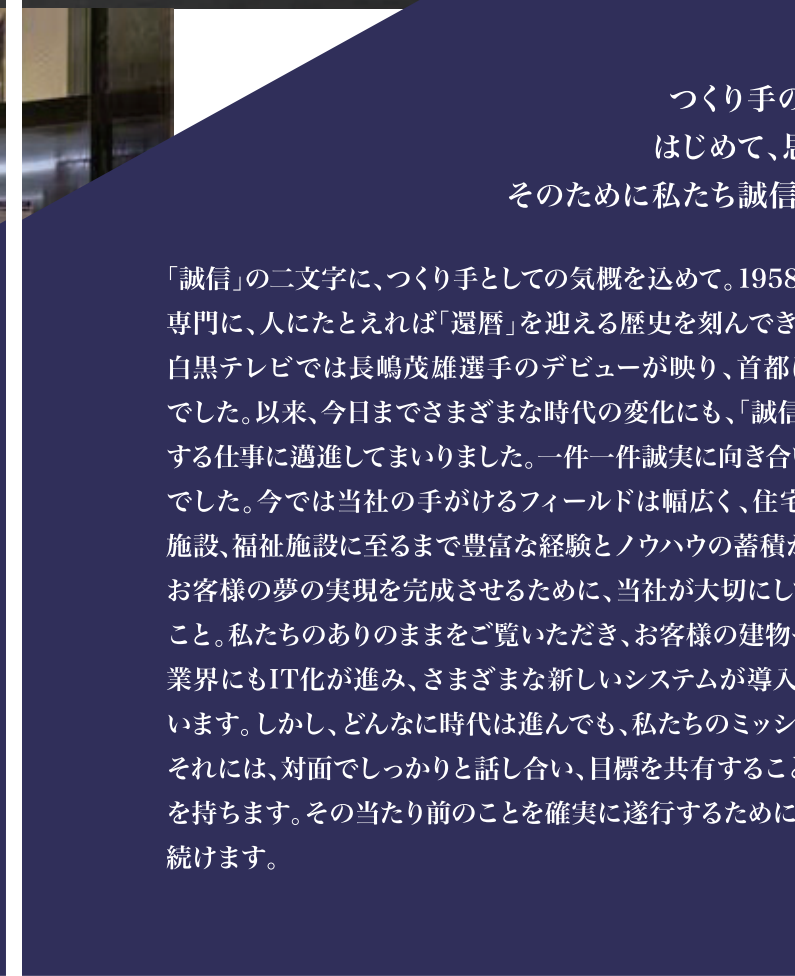 つくり手の
はじめて、思
そのために私たち誠信
「誠信」の二文字に、つくり手としての気概を込めて。1958
専門に、人にたとえれば「還暦」を迎える歴史を刻んでき
白黒テレビでは長嶋茂雄選手のデビューが映り、首都に
でした。以来、今日までさまざまな時代の変化にも、「誠信
する仕事に邁進してまいりました。一件一件誠実に向き合い
でした。今では当社の手がけるフィールドは幅広く、住宅
施設、福祉施設に至るまで豊富な経験とノウハウの蓄積が
お客様の夢の実現を完成させるために、当社が大切にし
こと。私たちのありのままをご覧いただき、お客様の建物
業界にもIT化が進み、さまざまな新しいシステムが導入
います。しかし、どんなに時代は進んでも、私たちのミッシ
それには、対面でしっかりと話し合い、目標を共有すること
を持ちます。その当たり前のことを確実に遂行するために
続けます。